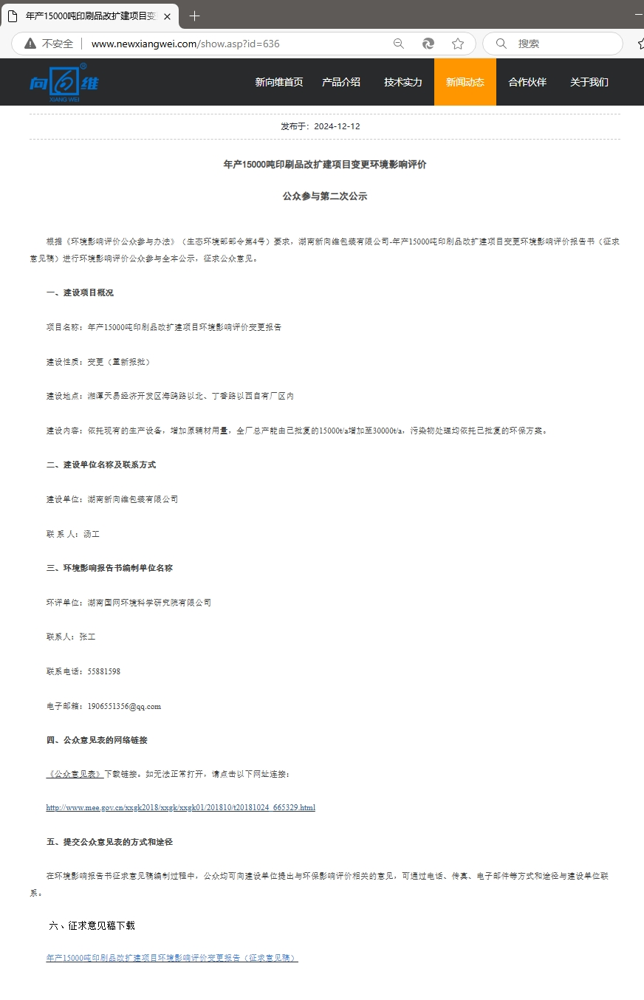 年产15000吨印刷品改扩建项目变
不安全
www.newxiangwei.com/show.asp?id=636
搜索
向维
®
XIANG WEI
新向维首页
产品介绍
技术实力
新闻动态
合作伙伴
关于我们
发布于：2024-12-12
年产15000吨印刷品改扩建项目变更环境影响评价
公众参与第二次公示
根据《环境影响评价公众参与办法》（生态环境部部令第4号）要求，湖南新向维包装有限公司-年产15000吨印刷品改扩建项目变更环境影响评价报告书（征求
意见稿）进行环境影响评价公众参与全本公示，征求公众意见。
一、建设项目概况
项目名称：年产15000吨印刷品改扩建项目环境影响评价变更报告
建设性质：变更（重新报批）
建设地点：湘潭天易经济开发区海鸥路以北、丁香路以西自有厂区内
建设内容：依托现有的生产设备，增加原辅材用量，全厂总产能由已批复的15000t/a增加至30000t/a，污染物处理均依托已批复的环保方案。
二、建设单位名称及联系方式
建设单位：湖南新向维包装有限公司
联 系 人：汤工
三、环境影响报告书编制单位名称
环评单位：湖南国网环境科学研究院有限公司
联系人：张工
联系电话：55881598
电子邮箱：1906551356@qq.com
四、公众意见表的网络链接
《公众意见表》下载链接。如无法正常打开，请点击以下网址连接：
http://www.mee.gov.cn/xxgk2018/xxgk/xxgk01/201810/t20181024_665329.html
五、提交公众意见表的方式和途径
在环境影响报告书征求意见稿编制过程中，公众均可向建设单位提出与环保影响评价相关的意见，可通过电话、传真、电子邮件等方式和途径与建设单位联
系。
六、征求意见稿下载
年产15000吨印刷品改扩建项目环境影响评价变更报告（征求意见稿）